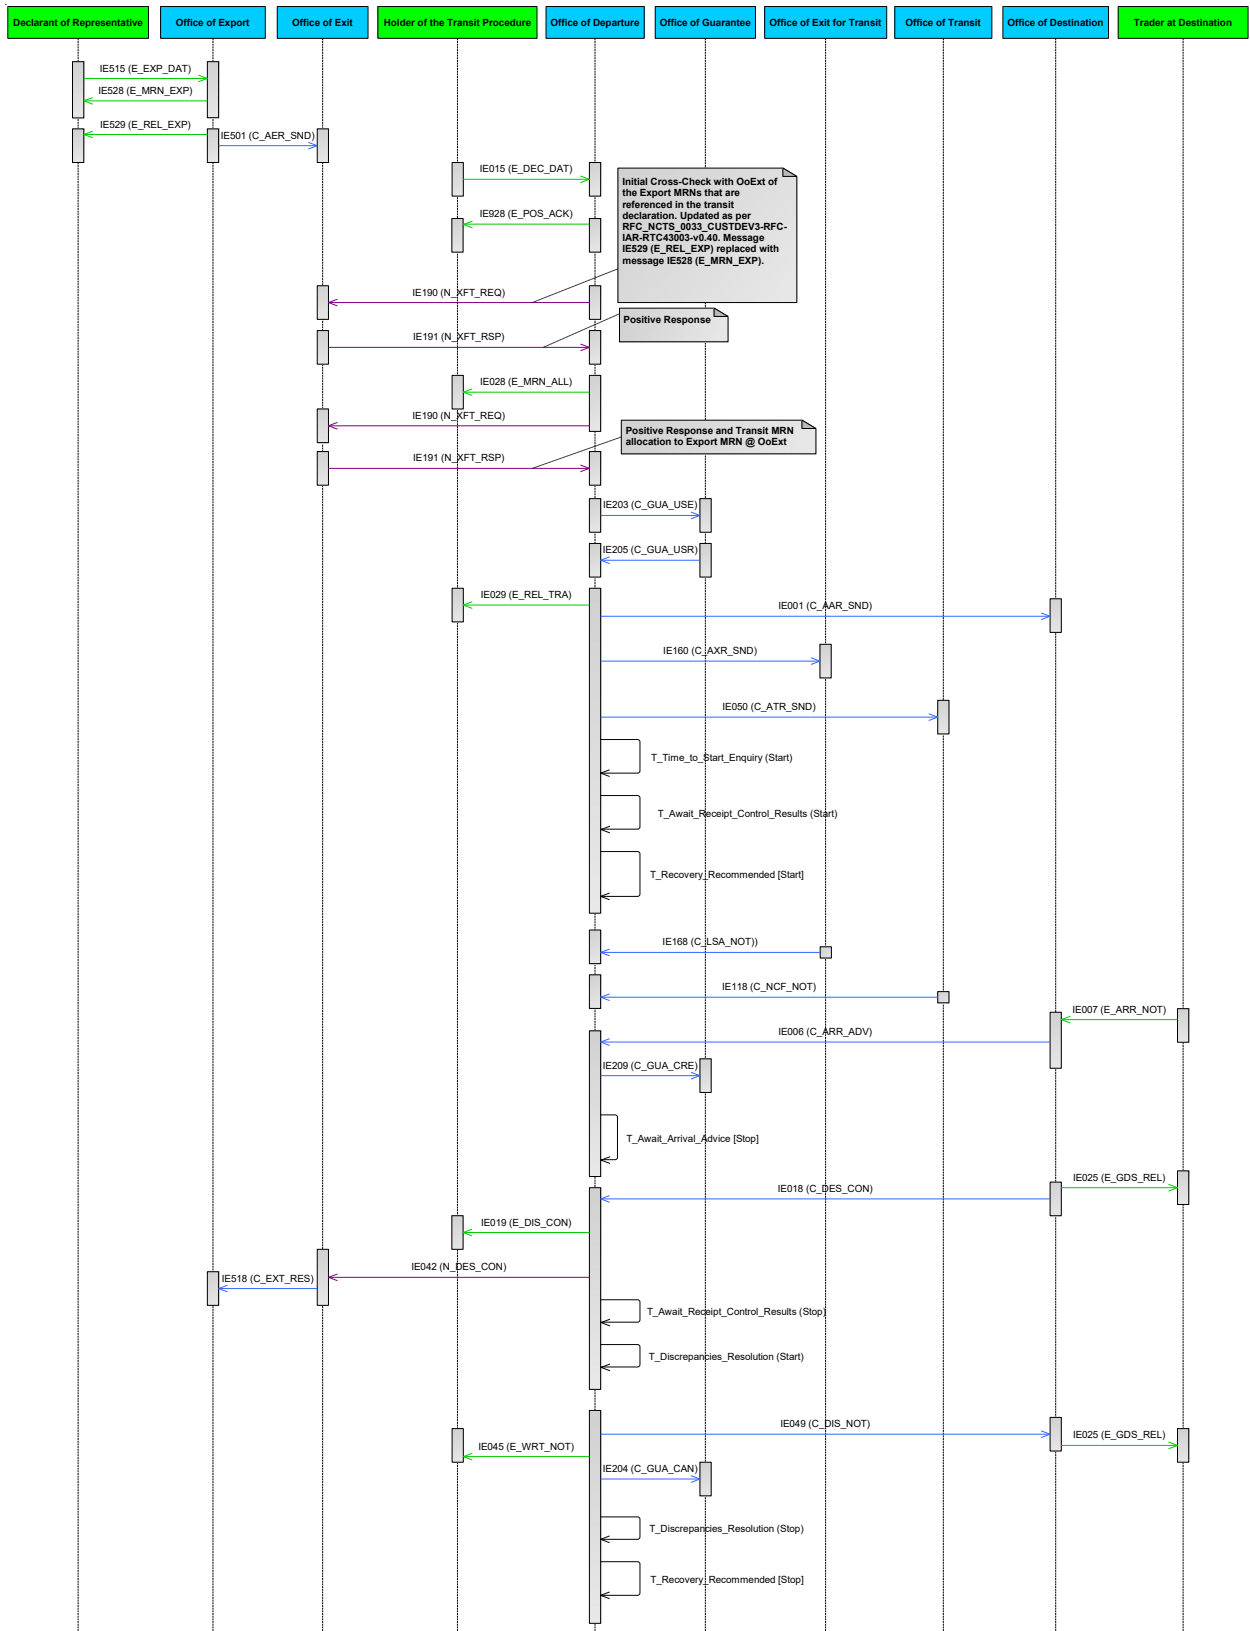 Declarant of Representative
Office of Export
Office of Exit
Holder of the Transit Procedure
Office of Departure
Office of Guarantee
Office of Exit for Transit
Office of Transit
Office of Destination
Trader at Destination
IE515 (E_EXP_DAT)
IE528 (E_MRN_EXP)
IE529 (E_REL_EXP)
IE501 (C_AER_SND)
IE015 (E_DEC_DAT)
Initial Cross-Check with OoExt of
the Export MRNs that are
referenced in the transit
declaration. Updated as per
RFC_NCTS_0033_CUSTDEV3-RFC-
IAR-RTC43003-v0.40. Message
IE529 (E_REL_EXP) replaced with
message IE528 (E_MRN_EXP).
IE928 (E_POS_ACK)
IE190 (N_XFT_REQ)
Positive Response
IE191 (N_XFT_RSP)
IE028 (E_MRN_ALL)
IE190 (N_XFT_REQ)
Positive Response and Transit MRN
allocation to Export MRN @ OoExt
IE191 (N_XFT_RSP)
IE203 (C_GUA_USE)
IE205 (C_GUA_USR)
IE029 (E_REL_TRA)
IE001 (C_AAR_SND)
IE160 (C_AXR_SND)
IE050 (C_ATR_SND)
T_Time_to_Start_Enquiry (Start)
T_Await_Receipt_Control_Results (Start)
T_Recovery_Recommended [Start]
IE168 (C_LSA_NOT))
IE118 (C_NCF_NOT)
IE007 (E_ARR_NOT)
IE006 (C_ARR_ADV)
IE209 (C_GUA_CRE)
T_Await_Arrival_Advice [Stop]
IE025 (E_GDS_REL)
IE018 (C_DES_CON)
IE019 (E_DIS_CON)
IE042 (N_DES_CON)
IE518 (C_EXT_RES)
T_Await_Receipt_Control_Results (Stop)
T_Discrepancies_Resolution (Start)
IE049 (C_DIS_NOT)
IE025 (E_GDS_REL)
IE045 (E_WRT_NOT)
IE204 (C_GUA_CAN)
T_Discrepancies_Resolution (Stop)
T_Recovery_Recommended [Stop]